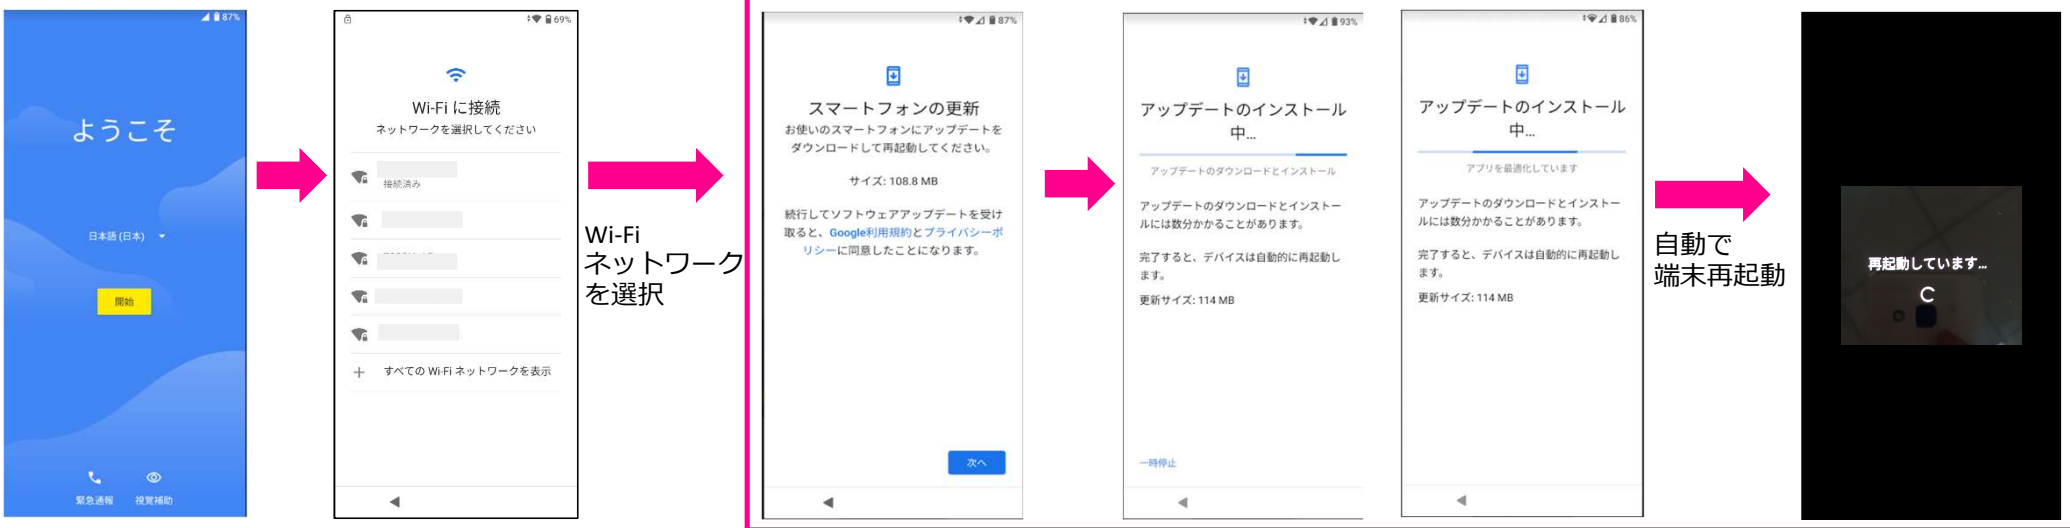 87%
ようこそ
日本語 (日本)
開始
緊急通報
視覚補助
69%
Wi-Fi に接続
ネットワークを選択してください
接続済み
すべての Wi-Fi ネットワークを表示
Wi-Fi
ネットワーク
を選択
87%
スマートフォンの更新
お使いのスマートフォンにアップデートを
ダウンロードして再起動してください。
サイズ: 108.8 MB
続行してソフトウェアアップデートを受け
取ると、Google利用規約とプライバシーポ
リシーに同意したことになります。
次へ
93%
アップデートのインストール
中...
アップデートのダウンロードとインストール
アップデートのダウンロードとインストー
ルには数分かかることがあります。
完了すると、デバイスは自動的に再起動し
ます。
更新サイズ: 114 MB
一時停止
86%
アップデートのインストール
中...
アプリを最適化しています
アップデートのダウンロードとインストー
ルには数分かかることがあります。
完了すると、デバイスは自動的に再起動し
ます。
更新サイズ: 114 MB
自動で
端末再起動
再起動しています...